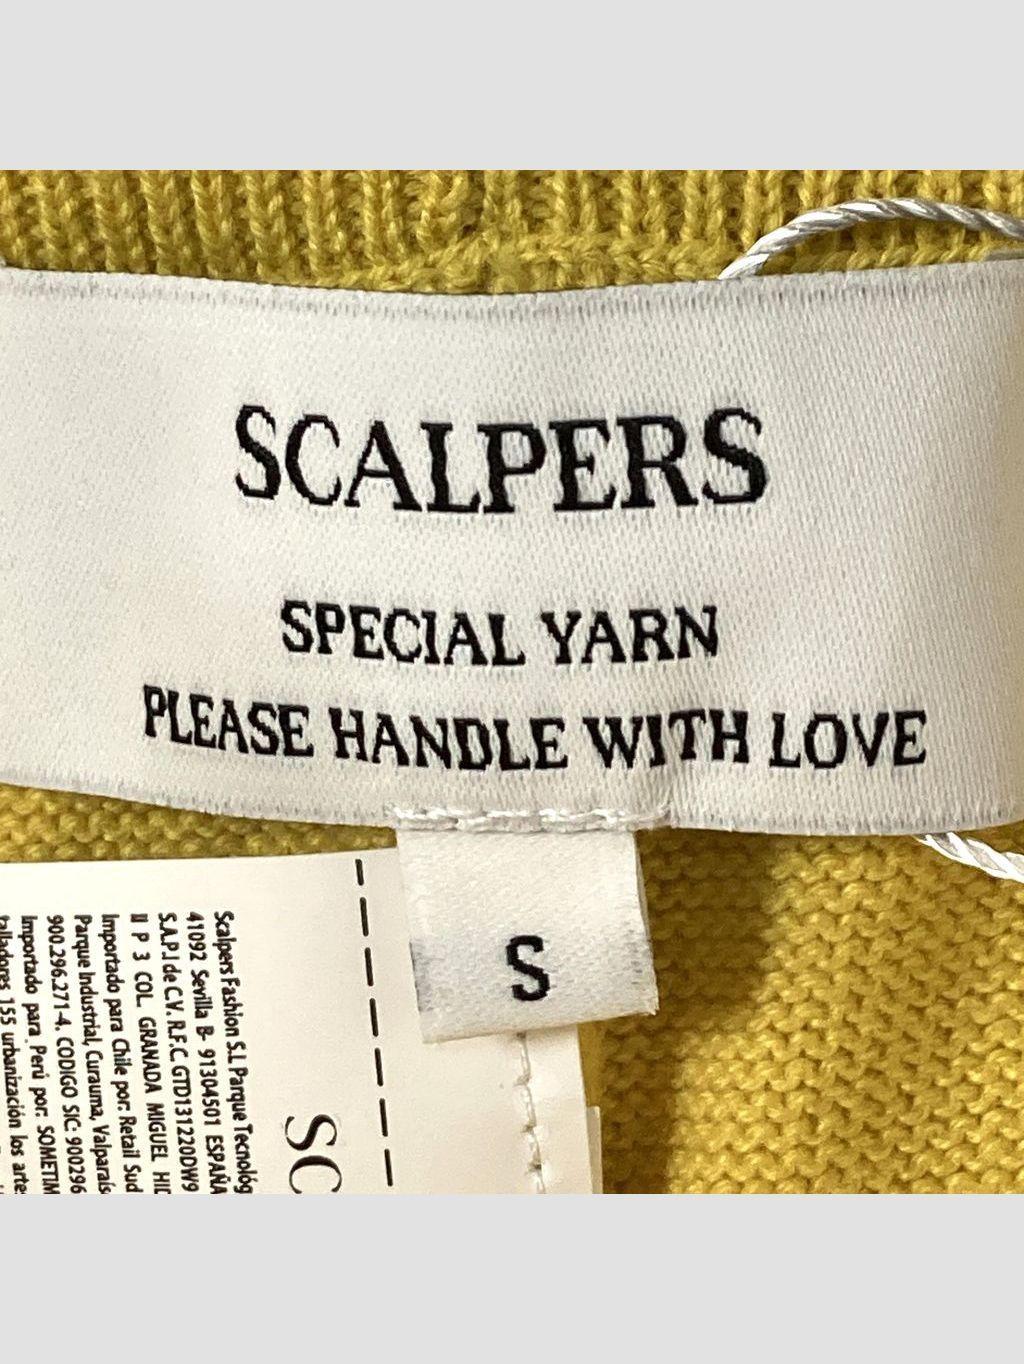 SCALPERS
SPECIAL YARN
PLEASE HANDLE WITH LOVE
S
Scalpers Fashion S.L Parque Tecnológ
41092 Sevilla B- 91304501 ESPAÑA
S.A.P.I de C.V. R.F.C. GTD131220DW9
II P 3 COL. GRANADA MIGUEL HID
Importado para Chile por: Retail Sud
Parque Industrial, Curauma, Valparaís
900.296.271-4. CODIGO SIC: 900296
Importado para Perú por: SOMETIM
talladores 155 urbanización los arte
SC